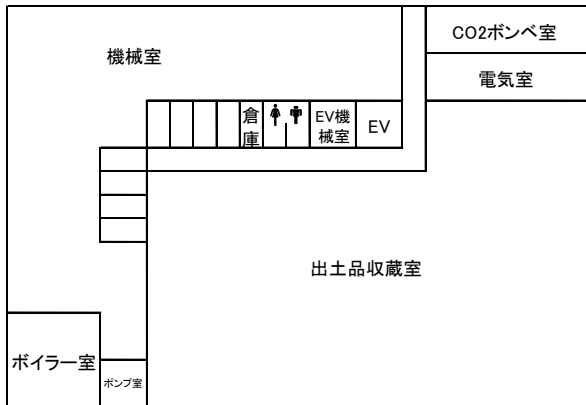 CO2ボンベ室
機械室
電気室
倉
庫
EV機
械室
EV
出土品収蔵室
ボイラー室
ポンプ室